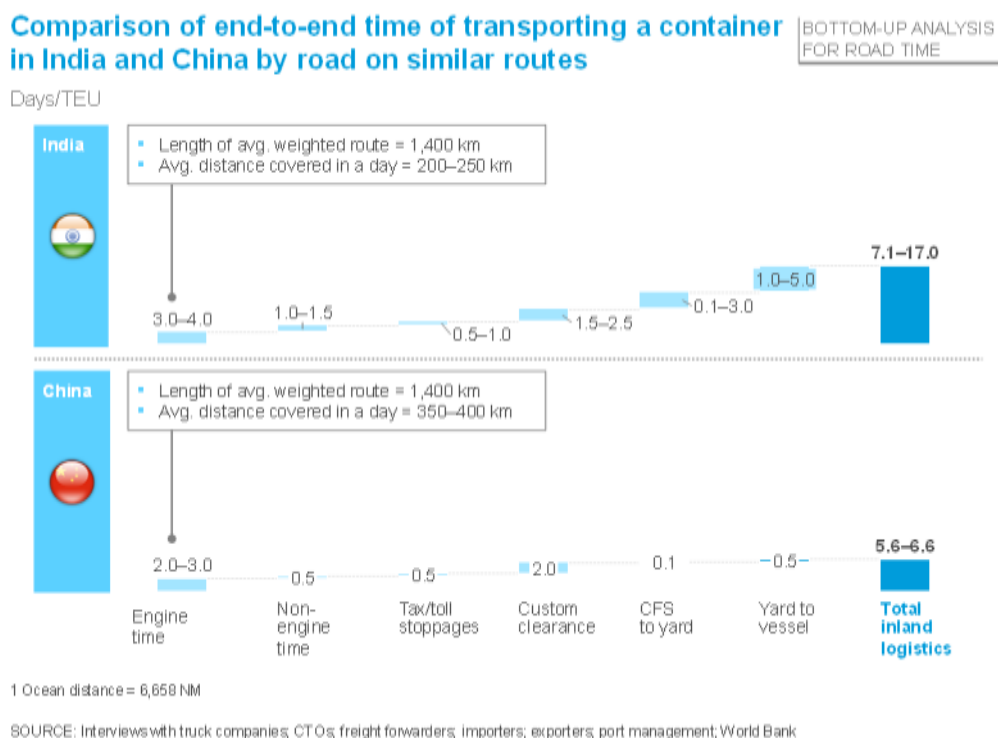 Comparison of end-to-end time of transporting a container
in India and China by road on similar routes
BOTTOM-UP ANALYSIS
FOR ROAD TIME
Days/TEU
India
Length of avg. weighted route = 1,400 km
Avg. distance covered in a day = 200–250 km
3.0–4.0
1.0–1.5
0.5–1.0
1.5–2.5
0.1–3.0
1.0–5.0
7.1–17.0
China
Length of avg. weighted route = 1,400 km
Avg. distance covered in a day = 350–400 km
2.0–3.0
0.5
0.5
2.0
0.1
0.5
5.6–6.6
Engine
time
Non-
engine
time
Tax/toll
stoppages
Custom
clearance
CFS
to yard
Yard to
vessel
Total
inland
logistics
1 Ocean distance = 6,658 NM
SOURCE: Interviews with truck companies; CTOs; freight forwarders; importers; exporters; port management; World Bank